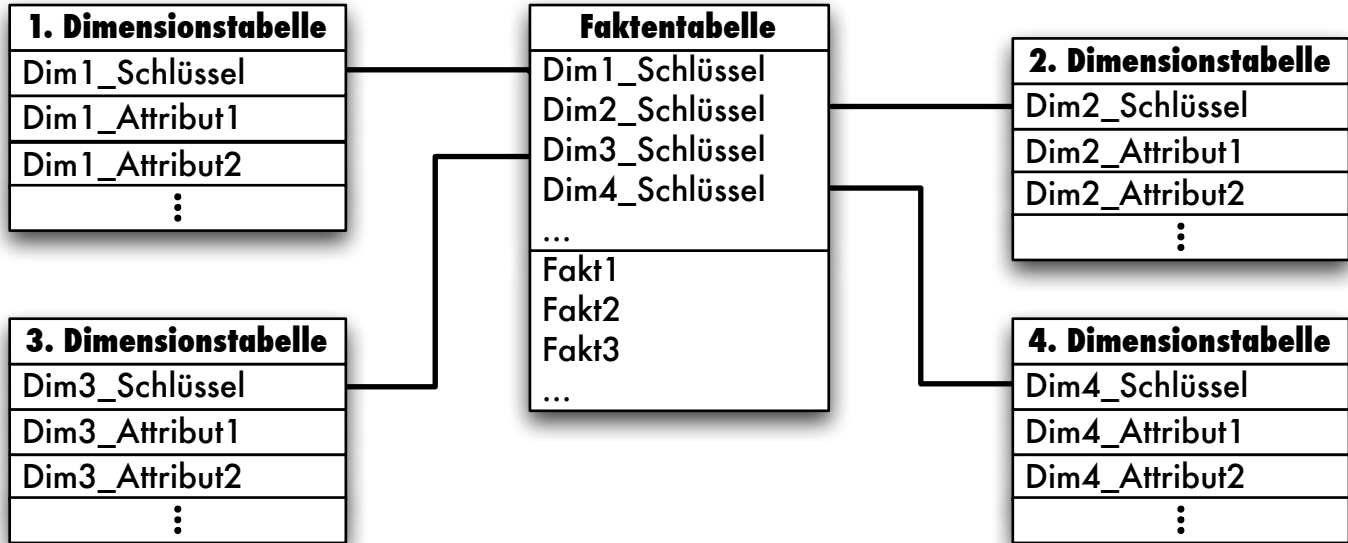 1. Dimensionstabelle
Dim1_Schlüssel
Dim1_Attribut1
Dim1_Attribut2
⋮
Faktentabelle
Dim1_Schlüssel
Dim2_Schlüssel
Dim3_Schlüssel
Dim4_Schlüssel
...
Fakt1
Fakt2
Fakt3
...
2. Dimensionstabelle
Dim2_Schlüssel
Dim2_Attribut1
Dim2_Attribut2
⋮
3. Dimensionstabelle
Dim3_Schlüssel
Dim3_Attribut1
Dim3_Attribut2
⋮
4. Dimensionstabelle
Dim4_Schlüssel
Dim4_Attribut1
Dim4_Attribut2
⋮